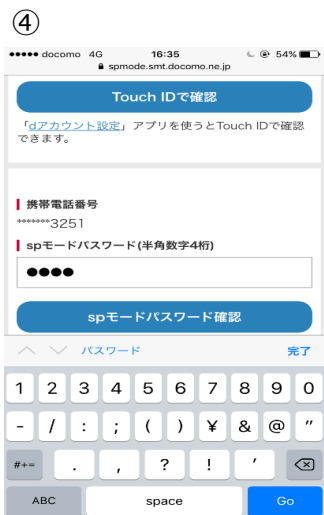 ④
docomo 4G 16:35 54%
spmode.smt.docomo.ne.jp
Touch IDで確認
「dアカウント設定」アプリを使うとTouch IDで確認
できます。
携帯電話番号
*******3251
spモードパスワード(半角数字4桁)
●●●●
spモードパスワード確認
パスワード 完了
1 2 3 4 5 6 7 8 9 0
- / : ; ( ) ¥ & @ "
#+= . , ? ! '
ABC space Go